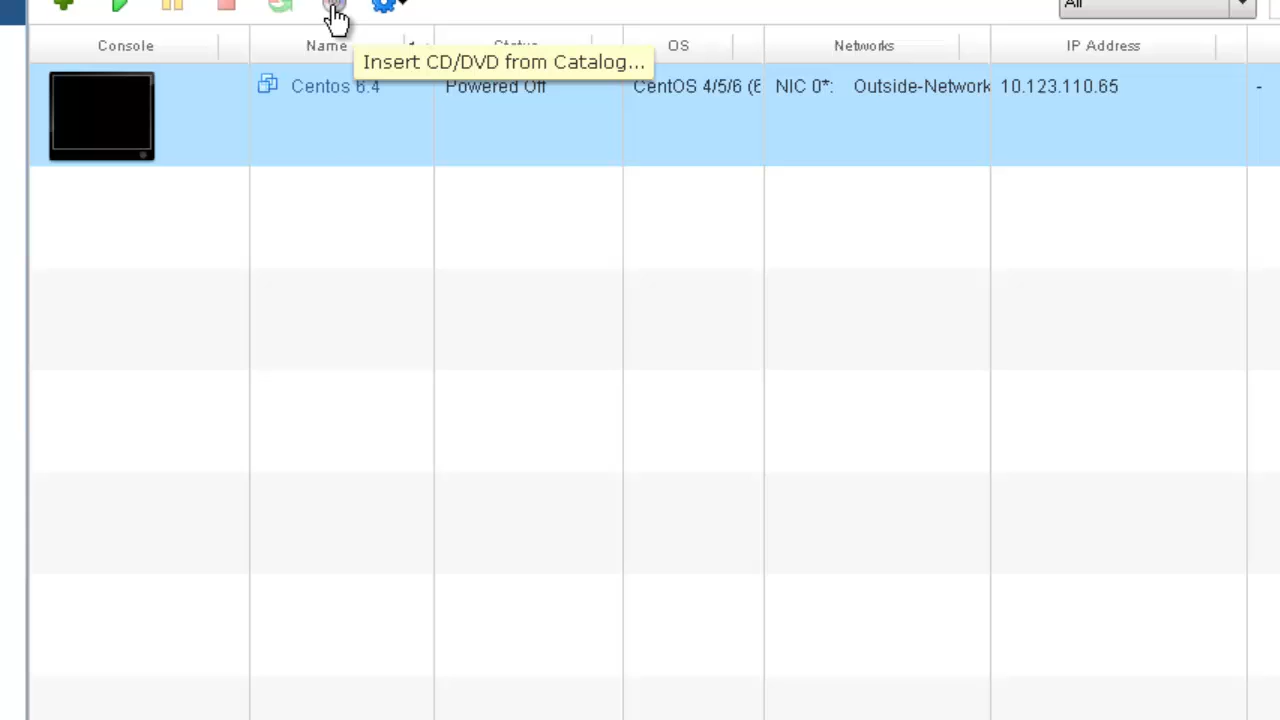 All
Console Name Status OS Networks IP Address
Insert CD/DVD from Catalog...
Centos 6.4 Powered Off CentOS 4/5/6 (6 NIC 0*: Outside-Network 10.123.110.65 -